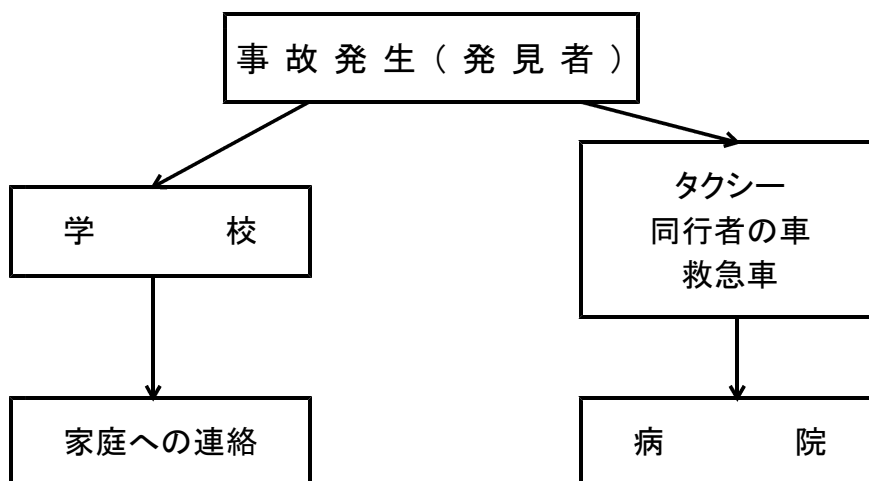 事故発生(発見者)
学校
タクシー
同行者の車
救急車
家庭への連絡
病院